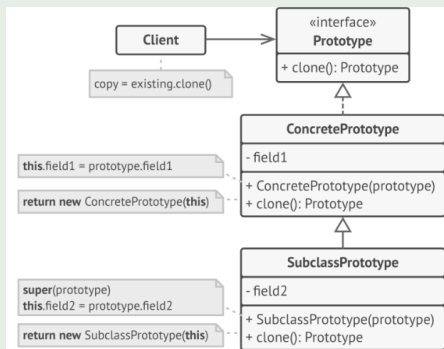 Client
«interface»
Prototype
+ clone(): Prototype
copy = existing.clone()
ConcretePrototype
- field1
this.field1 = prototype.field1
+ ConcretePrototype(prototype)
return new ConcretePrototype(this)
+ clone(): Prototype
SubclassPrototype
- field2
super(prototype)
this.field2 = prototype.field2
+ SubclassPrototype(prototype)
return new SubclassPrototype(this)
+ clone(): Prototype